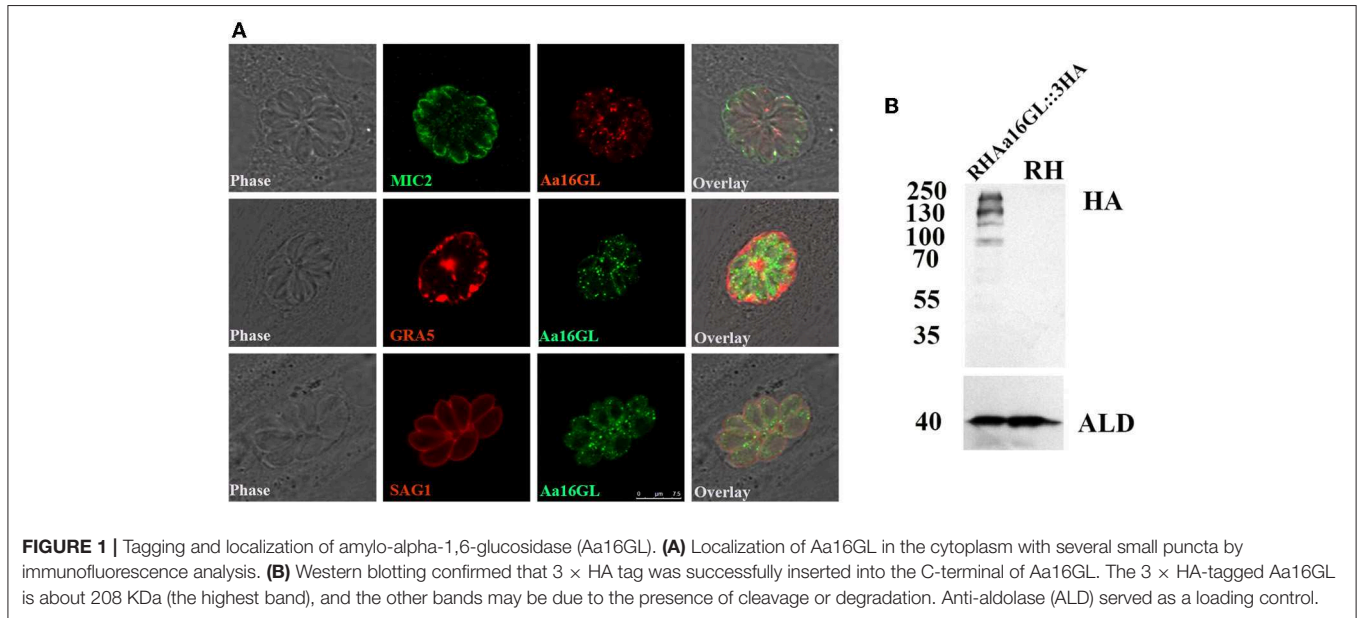 A
Phase
MIC2
Aa16GL
Overlay
Phase
GRA5
Aa16GL
Overlay
Phase
SAG1
Aa16GL
0 µm 7.5
Overlay
B
RHAa16GL::3HA
RH
250
130
100
70
55
35
HA
40
ALD
FIGURE 1 | Tagging and localization of amylo-alpha-1,6-glucosidase (Aa16GL). (A) Localization of Aa16GL in the cytoplasm with several small puncta by
immunofluorescence analysis. (B) Western blotting confirmed that 3 × HA tag was successfully inserted into the C-terminal of Aa16GL. The 3 × HA-tagged Aa16GL
is about 208 KDa (the highest band), and the other bands may be due to the presence of cleavage or degradation. Anti-aldolase (ALD) served as a loading control.